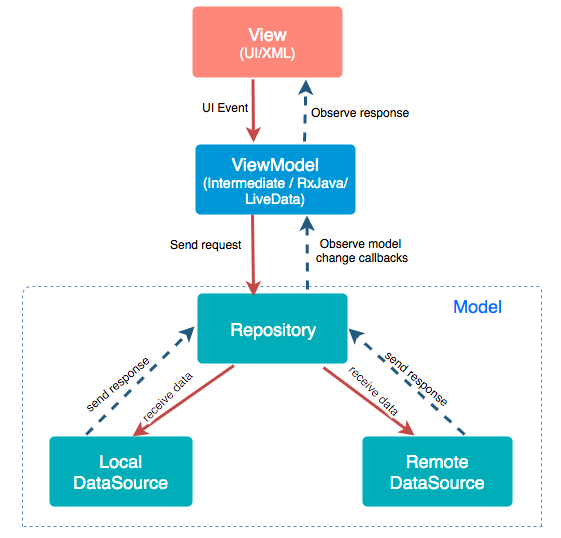 View
(UI/XML)
UI Event
Observe response
ViewModel
(Intermediate / RxJava/
LiveData)
Send request
Observe model
change callbacks
Model
Repository
send response
receive data
receive data
send response
Local
DataSource
Remote
DataSource